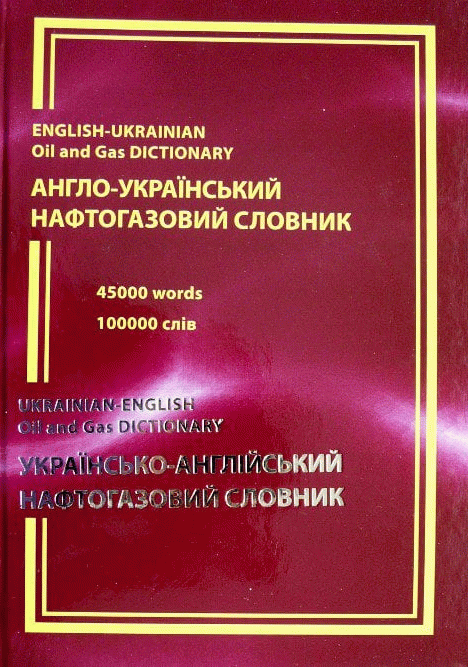 ENGLISH-UKRAINIAN
Oil and Gas DICTIONARY
АНГЛО-УКРАЇНСЬКИЙ
НАФТОГАЗОВИЙ СЛОВНИК
45000 words
100000 слів
UKRAINIAN-ENGLISH
Oil and Gas DICTIONARY
УКРАЇНСЬКО-АНГЛІЙСЬКИЙ
НАФТОГАЗОВИЙ СЛОВНИК